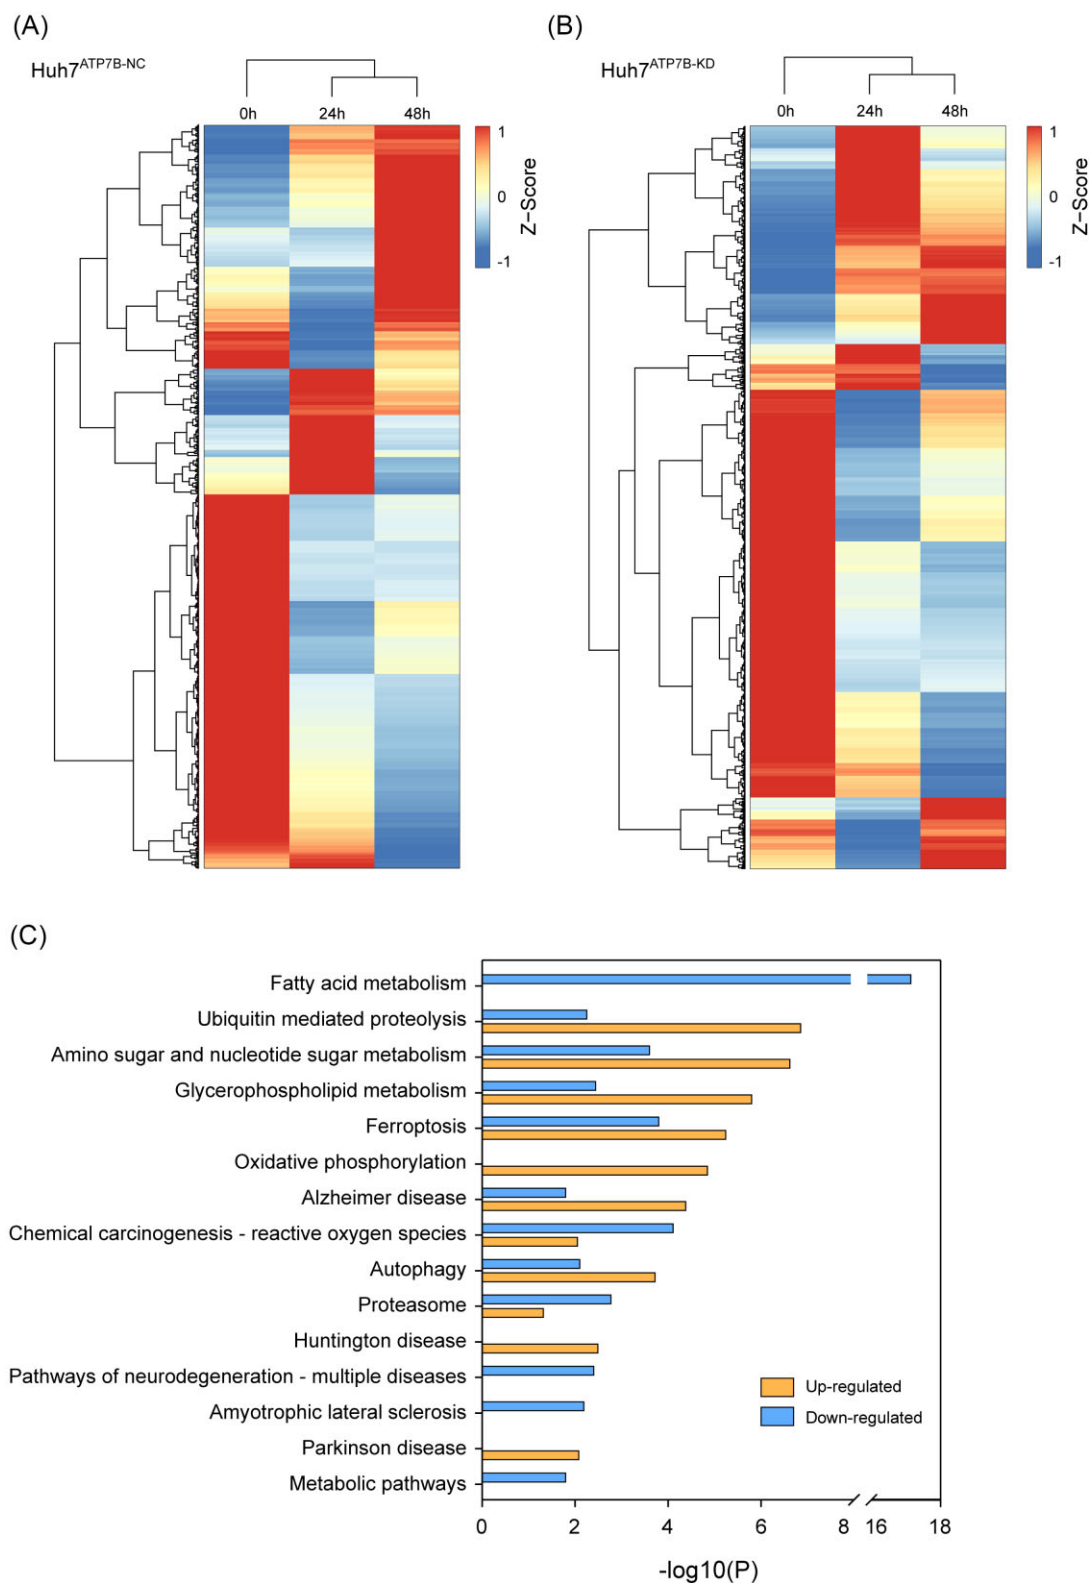 (A)
Huh7ATP7B-NC
0h 24h 48h
1
0
-1
Z-Score
(B)
Huh7ATP7B-KD
0h 24h 48h
1
0
-1
Z-Score
(C)
Fatty acid metabolism
Ubiquitin mediated proteolysis
Amino sugar and nucleotide sugar metabolism
Glycerophospholipid metabolism
Ferroptosis
Oxidative phosphorylation
Alzheimer disease
Chemical carcinogenesis - reactive oxygen species
Autophagy
Proteasome
Huntington disease
Pathways of neurodegeneration - multiple diseases
Amyotrophic lateral sclerosis
Parkinson disease
Metabolic pathways
Up-regulated
Down-regulated
0 2 4 6 8 16 18
-log10(P)